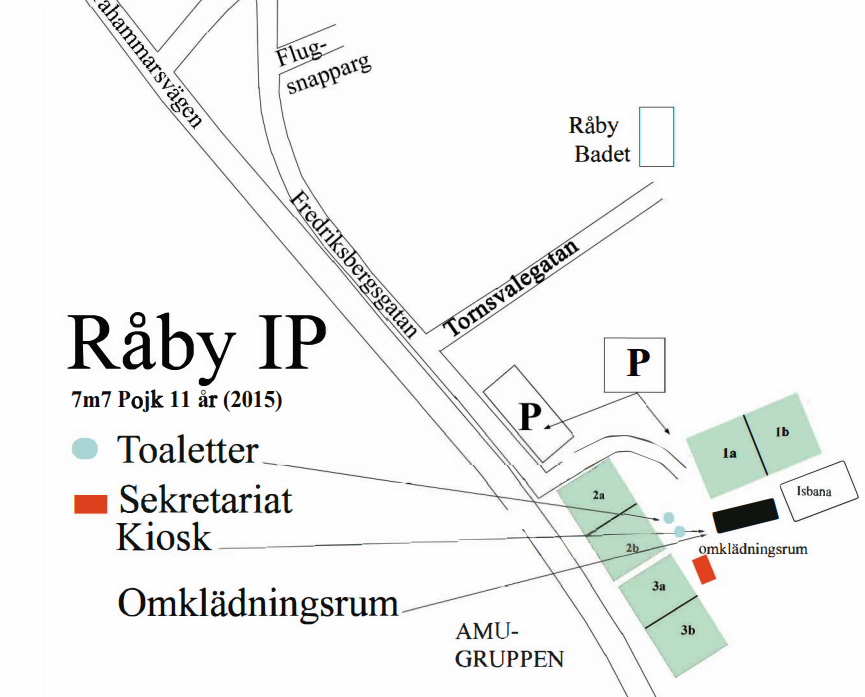 Flug-
snapparg
Råby
Badet
Fredriksbergsgatan
Tornsvalegatan
Råby IP
7m7 Pojk 11 år (2015)
P
P
Toaletter
Sekretariat
Kiosk
Omklädningsrum
1a
1b
Isbana
2a
2b
omklädningsrum
3a
3b
AMU-
GRUPPEN